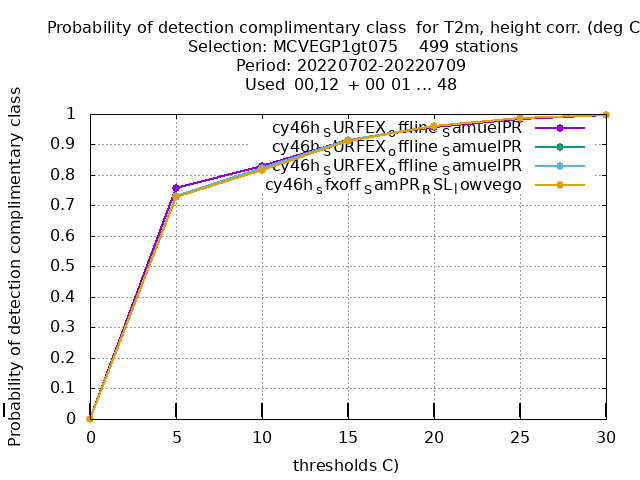 Probability of detection complimentary class  for T2m, height corr. (deg C
Selection: MCVEGP1gt075    499 stations
Period: 20220702-20220709
Used  00,12  + 00 01 ... 48
Probability of detection complimentary class
1
0.9
0.8
0.7
0.6
0.5
0.4
0.3
0.2
0.1
0
cy46h_SURFEX_offline_SamuelPR
cy46h_SURFEX_offline_SamuelPR
cy46h_SURFEX_offline_SamuelPR
cy46h_sfxoff_SamPR_RSL_lowvego
0 5 10 15 20 25 30
thresholds C)